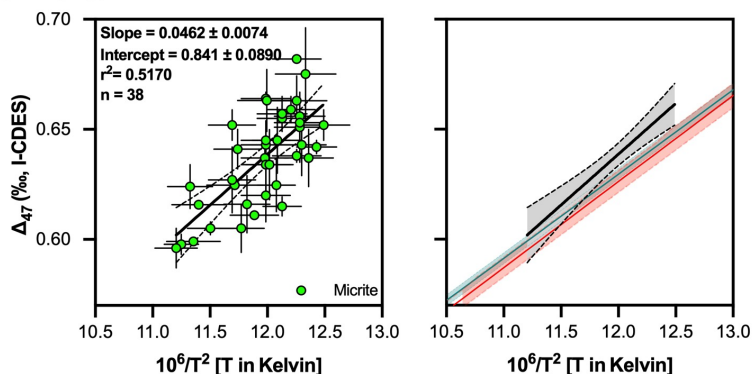 0.70
0.65
0.60
Δ47 (‰, I-CDES)
Slope = 0.0462 ± 0.0074
Intercept = 0.841 ± 0.0890
r²= 0.5170
n = 38
Micrite
10.5 11.0 11.5 12.0 12.5 13.0
10⁶/T² [T in Kelvin]
10.5 11.0 11.5 12.0 12.5 13.0
10⁶/T² [T in Kelvin]